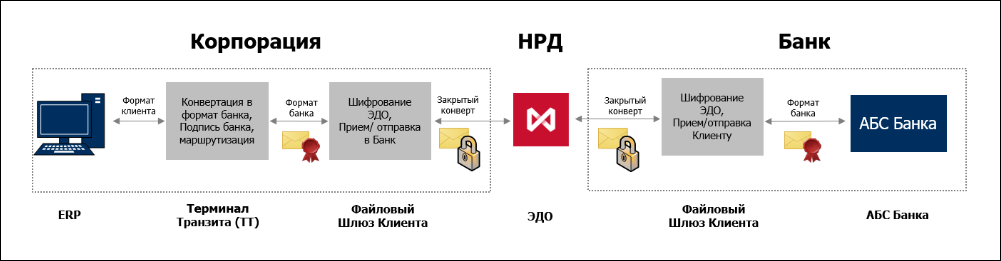 Корпорация
НРД
Банк
Формат
клиента
Конвертация в
формат банка,
Подпись банка,
маршрутизация
Формат
банка
Шифрование
ЭДО,
Прием/ отправка
в Банк
Закрытый
конверт
Закрытый
конверт
Шифрование
ЭДО,
Прием/отправка
Клиенту
Формат
банка
АБС Банка
ERP
Терминал
Транзита (ТТ)
Файловый
Шлюз Клиента
ЭДО
Файловый
Шлюз Клиента
АБС Банка